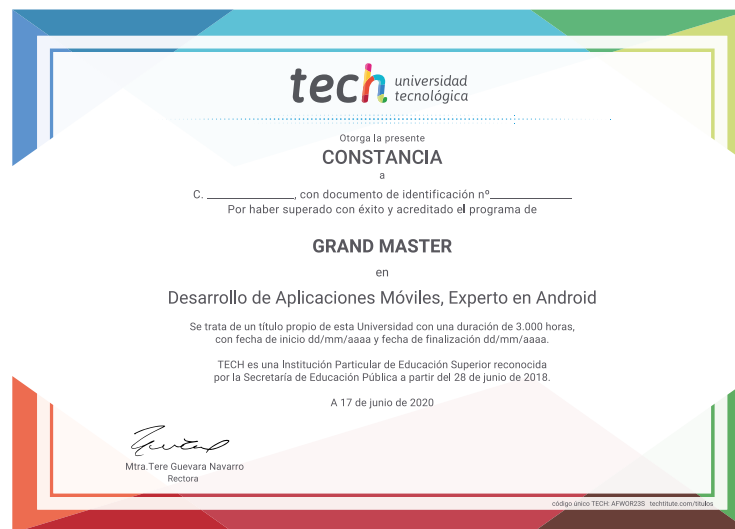 tech universidad
tecnológica
Otorga la presente
CONSTANCIA
a
C. ________________, con documento de identificación nº______________
Por haber superado con éxito y acreditado el programa de
GRAND MASTER
en
Desarrollo de Aplicaciones Móviles, Experto en Android
Se trata de un título propio de esta Universidad con una duración de 3.000 horas,
con fecha de inicio dd/mm/aaaa y fecha de finalización dd/mm/aaaa.
TECH es una Institución Particular de Educación Superior reconocida
por la Secretaría de Educación Pública a partir del 28 de junio de 2018.
A 17 de junio de 2020
Mtra.Tere Guevara Navarro
Rectora
código único TECH: AFWOR23S techtitute.com/títulos